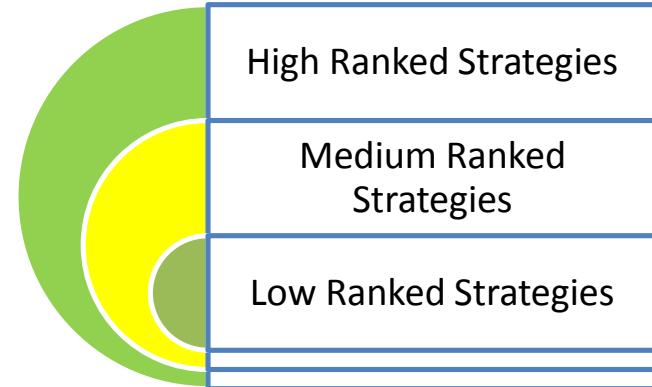 High Ranked Strategies
Medium Ranked
Strategies
Low Ranked Strategies